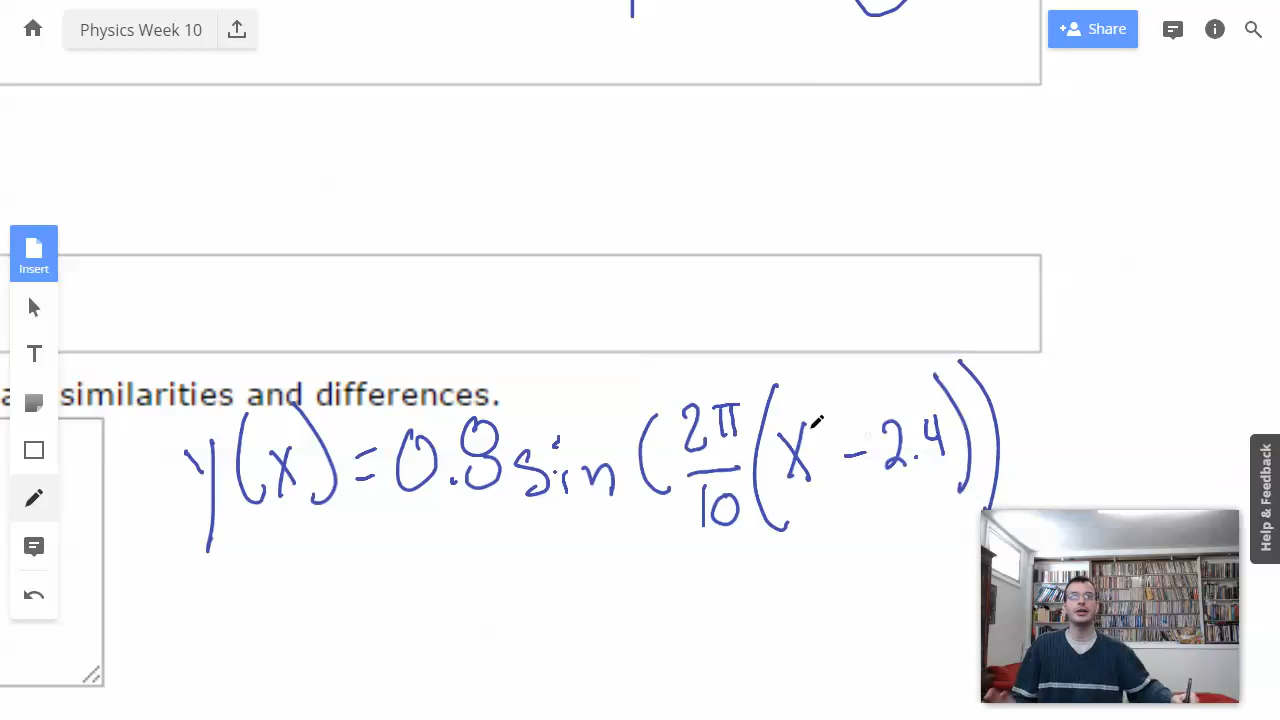 Physics Week 10
Share
Insert
T
similarities and differences.
y(x) = 0.8 sin (2π/10 (x - 2.4))
Help & Feedback